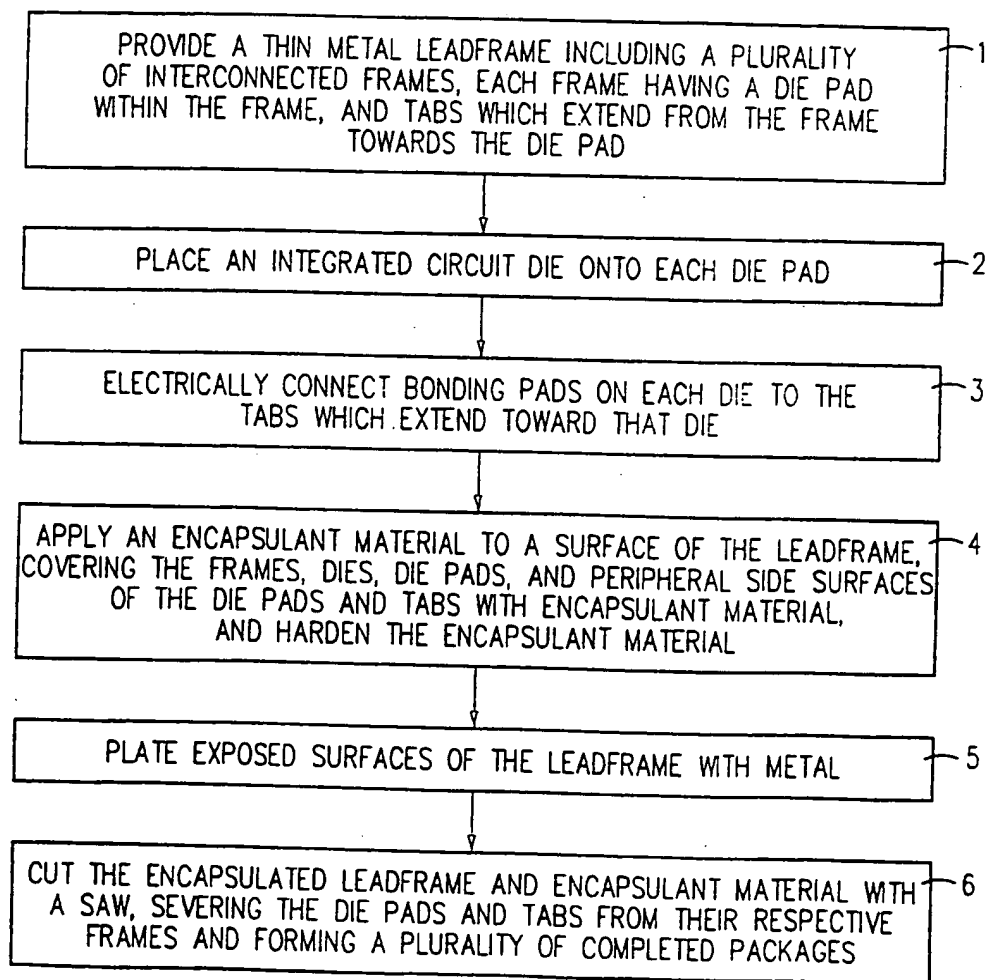 PROVIDE A THIN METAL LEADFRAME INCLUDING A PLURALITY
OF INTERCONNECTED FRAMES, EACH FRAME HAVING A DIE PAD
WITHIN THE FRAME, AND TABS WHICH EXTEND FROM THE FRAME
TOWARDS THE DIE PAD
1
PLACE AN INTEGRATED CIRCUIT DIE ONTO EACH DIE PAD
2
ELECTRICALLY CONNECT BONDING PADS ON EACH DIE TO THE
TABS WHICH EXTEND TOWARD THAT DIE
3
APPLY AN ENCAPSULANT MATERIAL TO A SURFACE OF THE LEADFRAME,
COVERING THE FRAMES, DIES, DIE PADS, AND PERIPHERAL SIDE SURFACES
OF THE DIE PADS AND TABS WITH ENCAPSULANT MATERIAL,
AND HARDEN THE ENCAPSULANT MATERIAL
4
PLATE EXPOSED SURFACES OF THE LEADFRAME WITH METAL
5
CUT THE ENCAPSULATED LEADFRAME AND ENCAPSULANT MATERIAL WITH
A SAW, SEVERING THE DIE PADS AND TABS FROM THEIR RESPECTIVE
FRAMES AND FORMING A PLURALITY OF COMPLETED PACKAGES
6